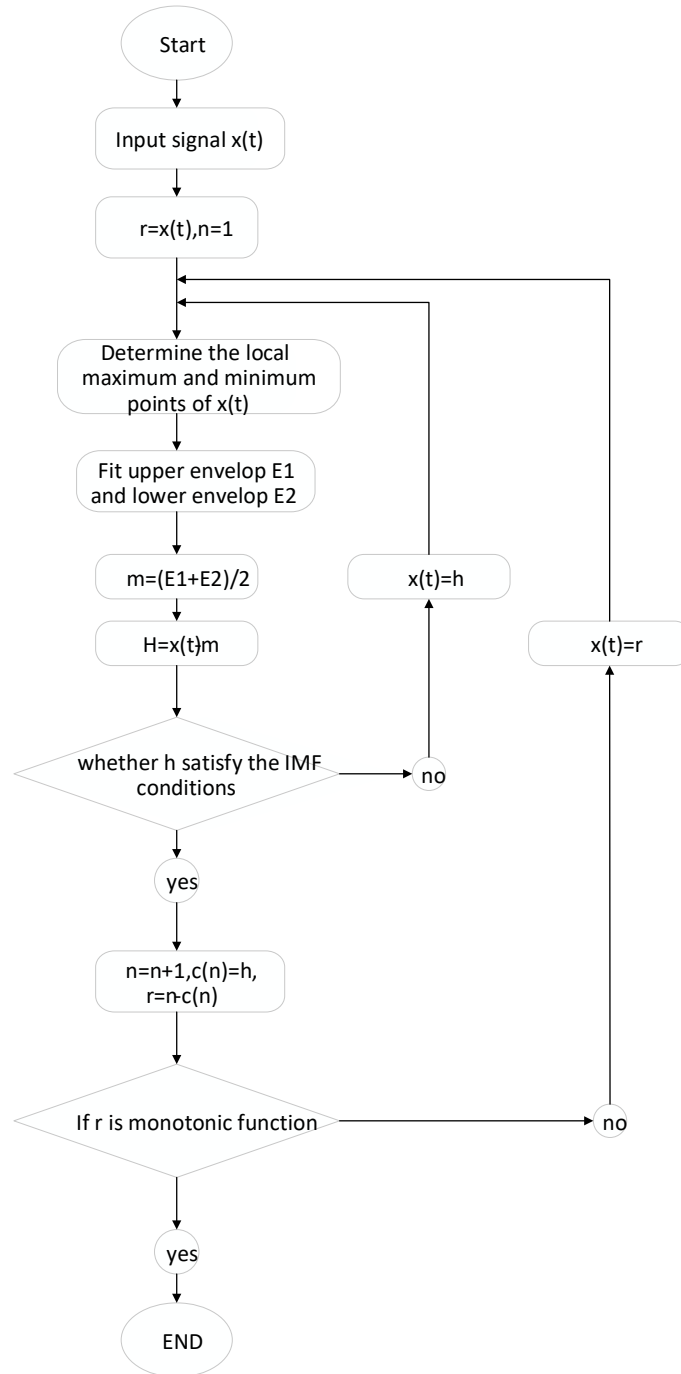 Start
Input signal x(t)
r=x(t),n=1
Determine the local
maximum and minimum
points of x(t)
Fit upper envelop E1
and lower envelop E2
m=(E1+E2)/2
x(t)=h
H=x(t)-m
x(t)=r
whether h satisfy the IMF
conditions
no
yes
n=n+1,c(n)=h,
r=n-c(n)
If r is monotonic function
no
yes
END